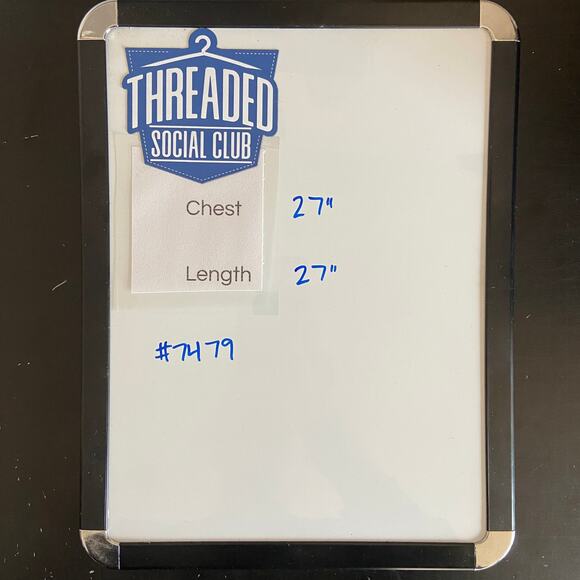 THREADED
SOCIAL CLUB
Chest 27"
Length 27"
#7479